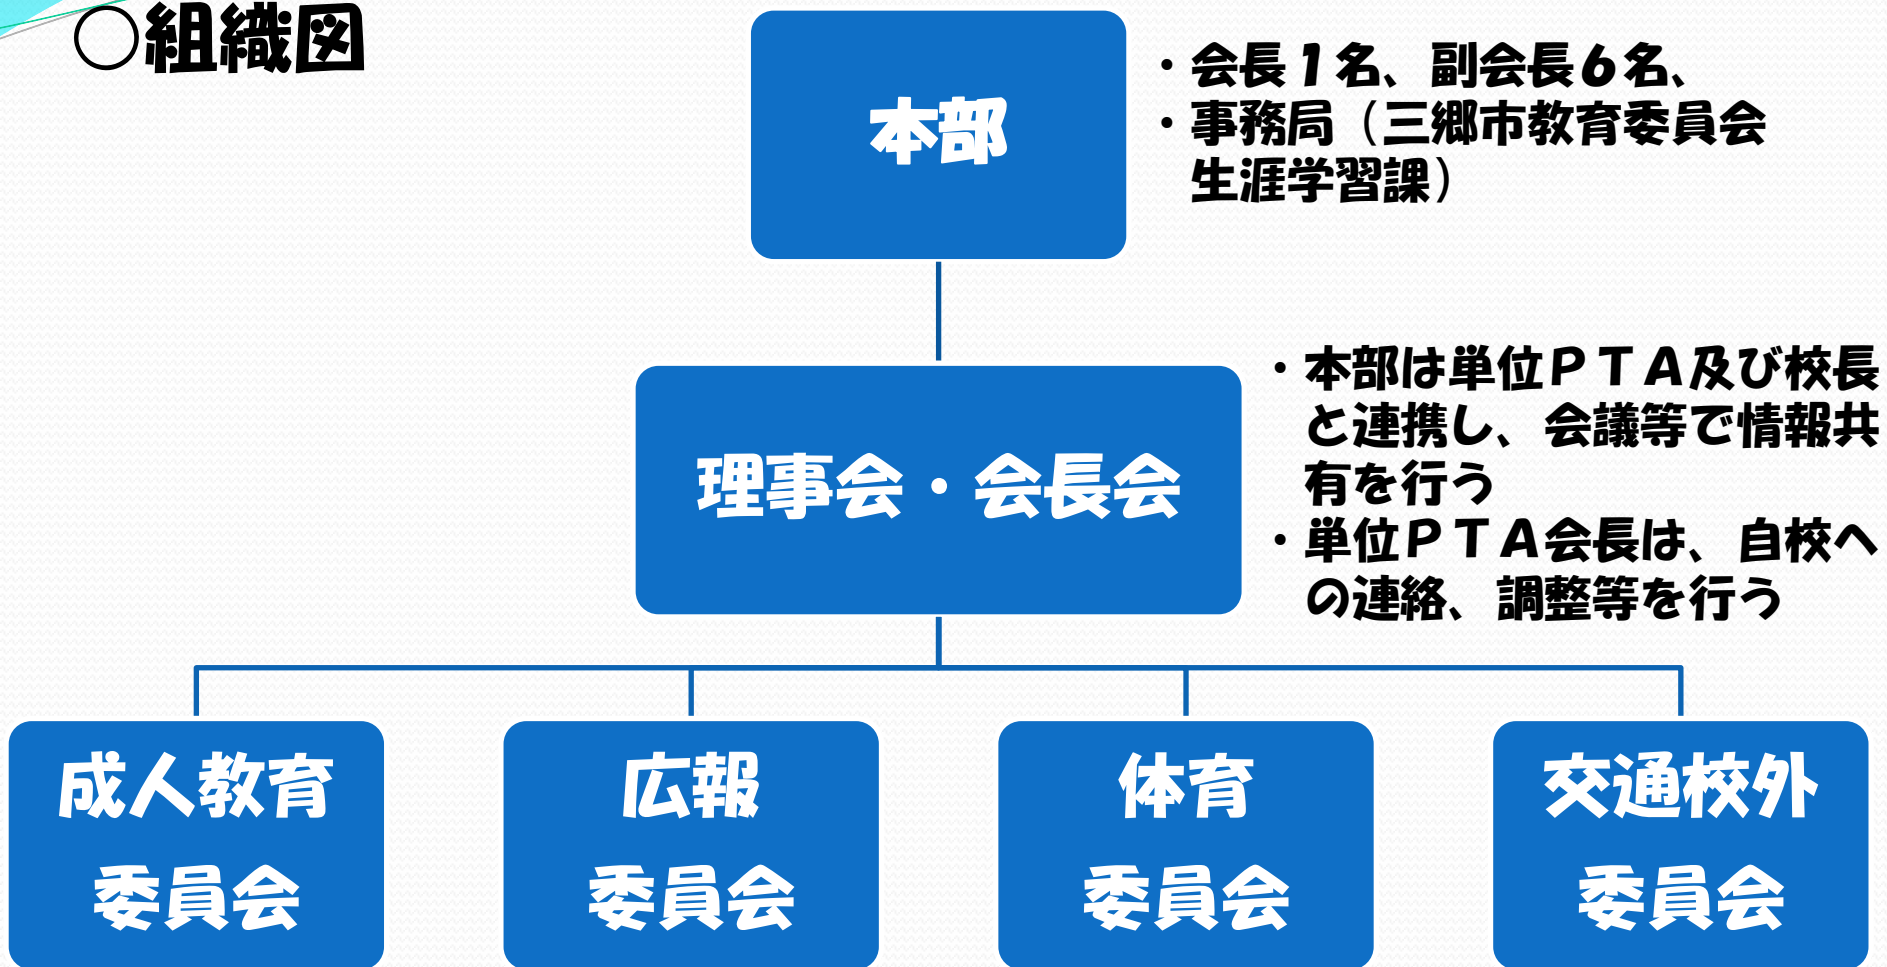 ○組織図
本部
・会長１名、副会長６名、
・事務局（三郷市教育委員会
生涯学習課）
理事会・会長会
・本部は単位ＰＴＡ及び校長
と連携し、会議等で情報共
有を行う
・単位ＰＴＡ会長は、自校へ
の連絡、調整等を行う
成人教育
委員会
広報
委員会
体育
委員会
交通校外
委員会